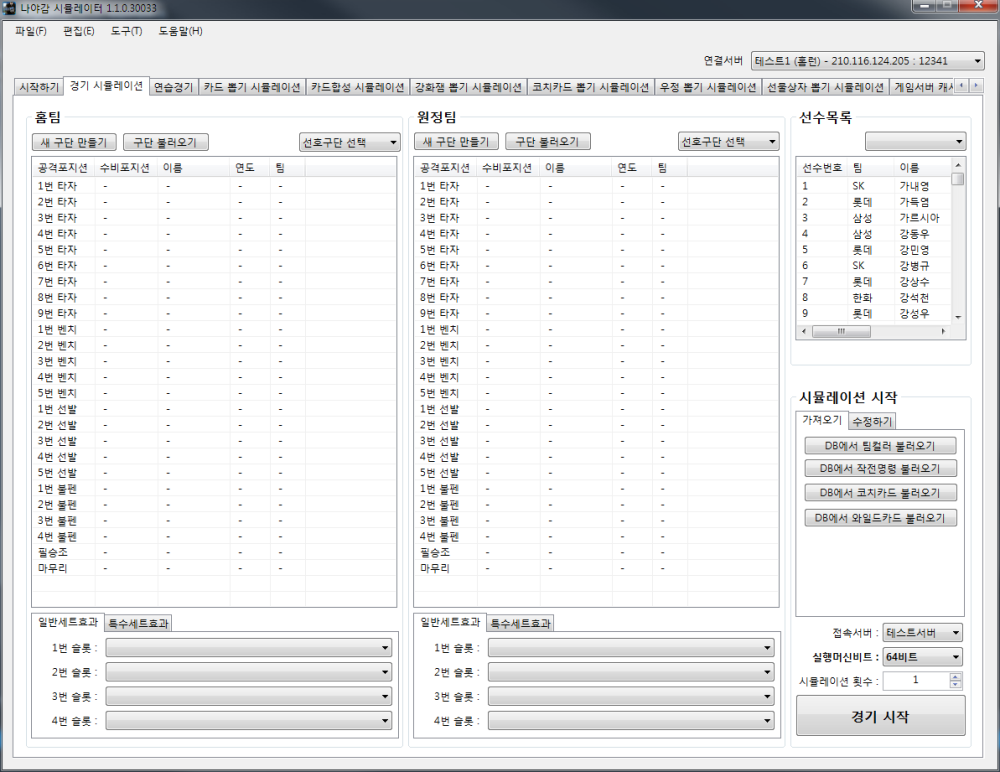 나야감 시뮬레이터 1.1.0.30033
파일(F) 편집(E) 도구(T) 도움말(H)
연결서버 테스트1 (홈런) - 210.116.124.205 : 12341
시작하기 경기 시뮬레이션 연습경기 카드 뽑기 시뮬레이션 카드합성 시뮬레이션 강화잼 뽑기 시뮬레이션 코치카드 뽑기 시뮬레이션 우정 뽑기 시뮬레이션 선물상자 뽑기 시뮬레이션 게임서버 캐시
홈팀
새 구단 만들기 구단 불러오기 선호구단 선택
공격포지션 수비포지션 이름 연도 팀
1번 타자 - - - -
2번 타자 - - - -
3번 타자 - - - -
4번 타자 - - - -
5번 타자 - - - -
6번 타자 - - - -
7번 타자 - - - -
8번 타자 - - - -
9번 타자 - - - -
1번 벤치 - - - -
2번 벤치 - - - -
3번 벤치 - - - -
4번 벤치 - - - -
5번 벤치 - - - -
1번 선발 - - - -
2번 선발 - - - -
3번 선발 - - - -
4번 선발 - - - -
5번 선발 - - - -
1번 불펜 - - - -
2번 불펜 - - - -
3번 불펜 - - - -
4번 불펜 - - - -
필승조 - - - -
마무리 - - - -
일반세트효과 특수세트효과
1번 슬롯 :
2번 슬롯 :
3번 슬롯 :
4번 슬롯 :
원정팀
새 구단 만들기 구단 불러오기 선호구단 선택
공격포지션 수비포지션 이름 연도 팀
1번 타자 - - - -
2번 타자 - - - -
3번 타자 - - - -
4번 타자 - - - -
5번 타자 - - - -
6번 타자 - - - -
7번 타자 - - - -
8번 타자 - - - -
9번 타자 - - - -
1번 벤치 - - - -
2번 벤치 - - - -
3번 벤치 - - - -
4번 벤치 - - - -
5번 벤치 - - - -
1번 선발 - - - -
2번 선발 - - - -
3번 선발 - - - -
4번 선발 - - - -
5번 선발 - - - -
1번 불펜 - - - -
2번 불펜 - - - -
3번 불펜 - - - -
4번 불펜 - - - -
필승조 - - - -
마무리 - - - -
일반세트효과 특수세트효과
1번 슬롯 :
2번 슬롯 :
3번 슬롯 :
4번 슬롯 :
선수목록
선수번호 팀 이름
1 SK 가내영
2 롯데 가득염
3 삼성 가르시아
4 삼성 강동우
5 롯데 강민영
6 SK 강병규
7 롯데 강상수
8 한화 강석천
9 롯데 강성우
시뮬레이션 시작
가져오기 수정하기
DB에서 팀컬러 불러오기
DB에서 작전명령 불러오기
DB에서 코치카드 불러오기
DB에서 와일드카드 불러오기
접속서버 : 테스트서버
실행머신비트 : 64비트
시뮬레이션 횟수 : 1
경기 시작